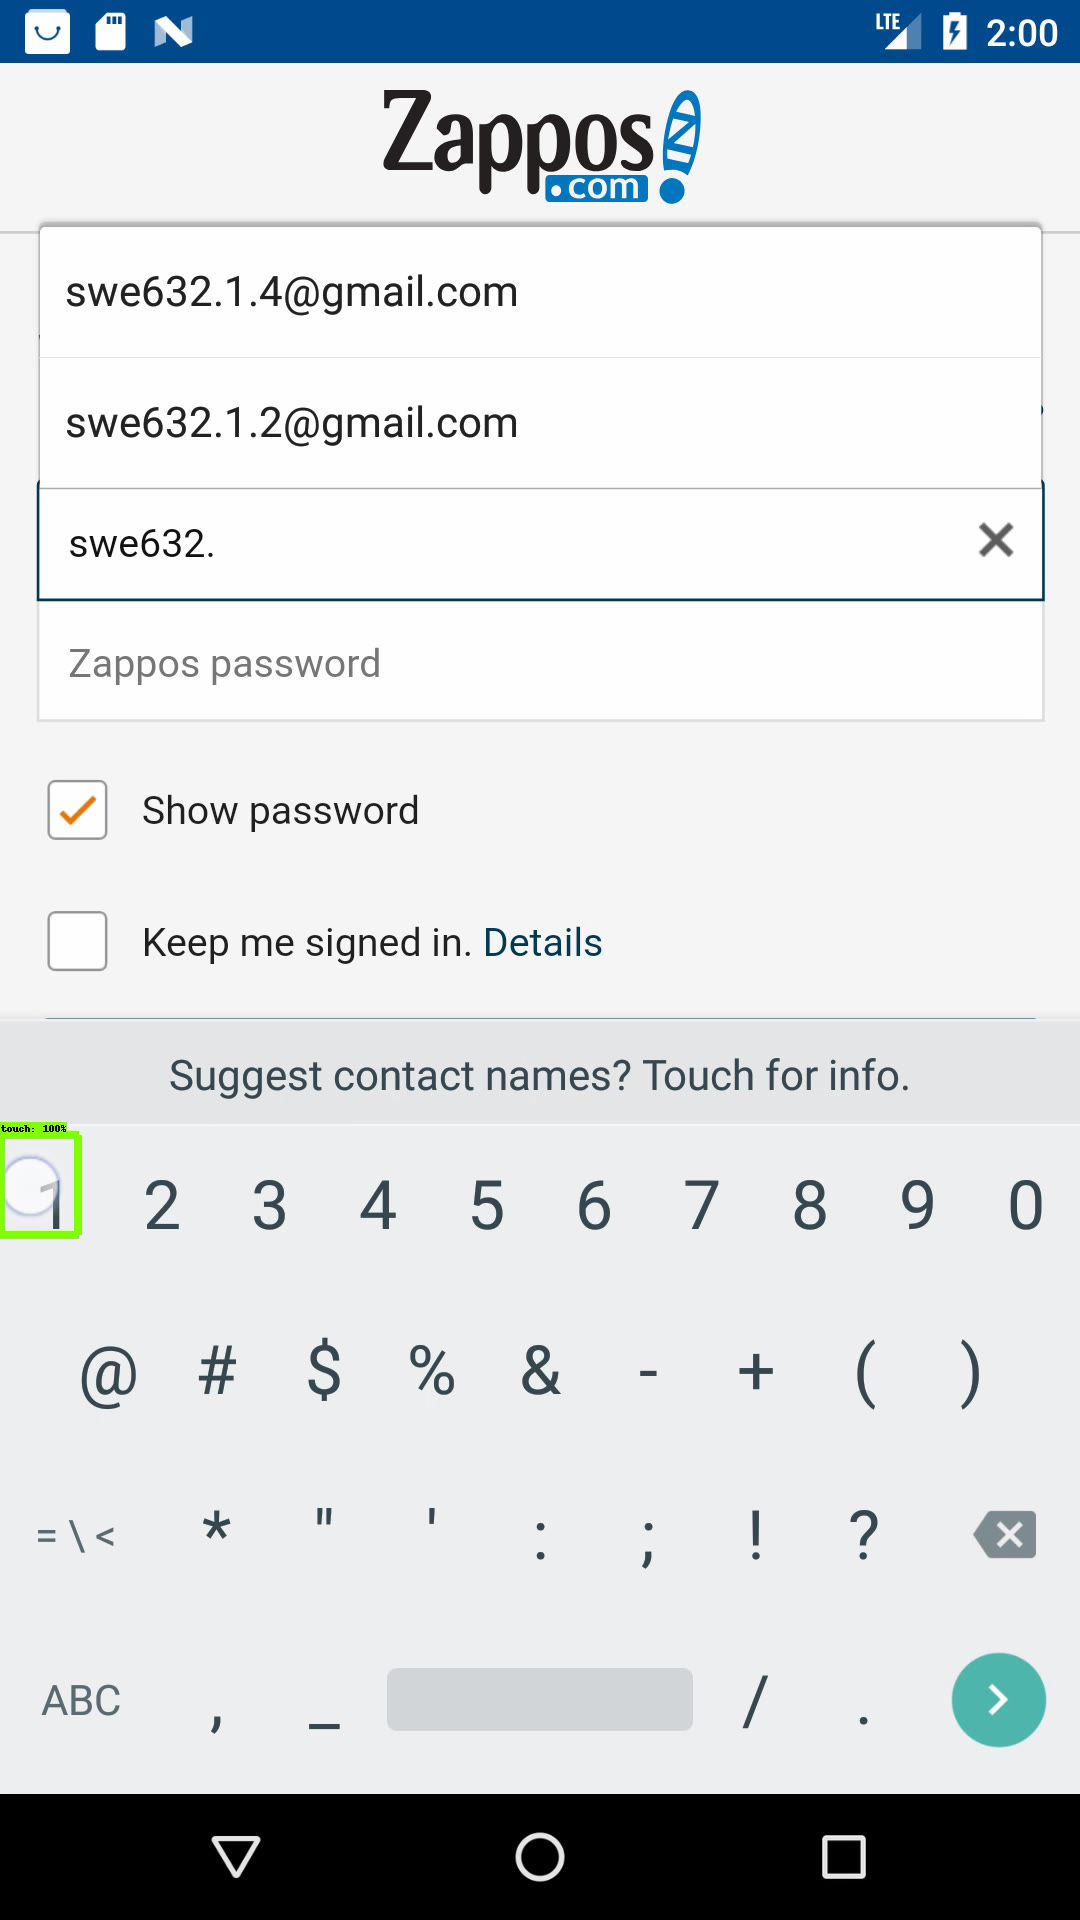 LTE 2:00
Zappos
.com
swe632.1.4@gmail.com
swe632.1.2@gmail.com
swe632.
Zappos password
Show password
Keep me signed in. Details
Suggest contact names? Touch for info.
touch: 100%
1 2 3 4 5 6 7 8 9 0
@ # $ % & - + ( )
= \ < * " ' : ; ! ?
ABC , _ / .